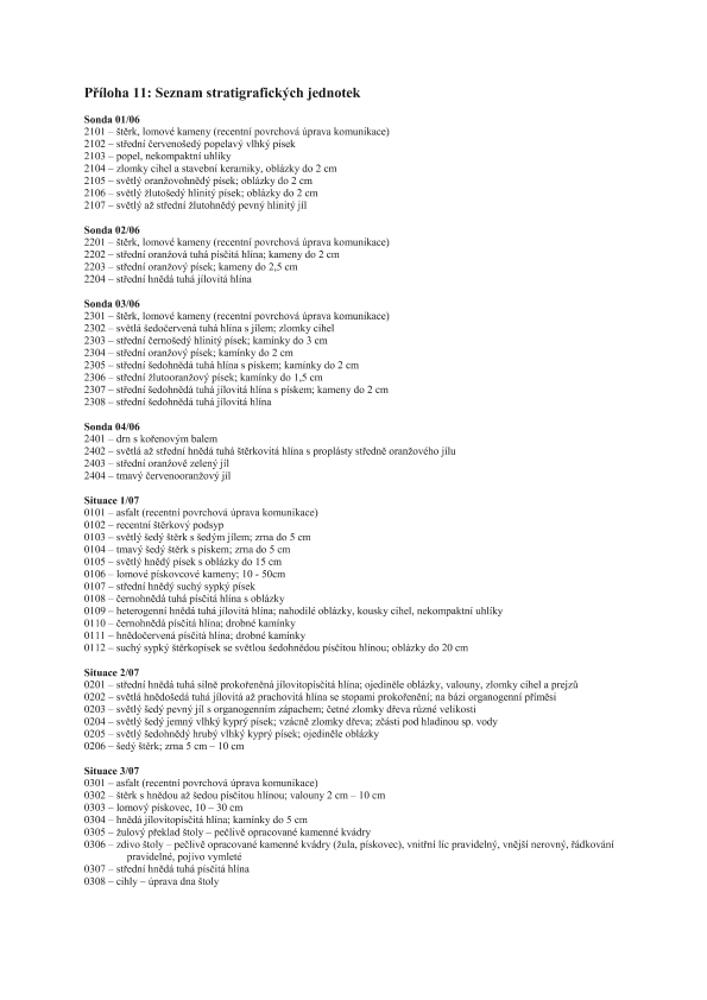 Příloha 11: Seznam stratigrafických jednotek
Sonda 01/06
2101 – štěrk, lomové kameny (recentní povrchová úprava komunikace)
2102 – střední červenošedý popelavý vlhký písek
2103 – popel, nekompaktní uhlíky
2104 – zlomky cihel a stavební keramiky, oblázky do 2 cm
2105 – světlý oranžovohnědý písek; oblázky do 2 cm
2106 – světlý žlutošedý hlinitý písek; oblázky do 2 cm
2107 – světlý až střední žlutohnědý pevný hlinitý jíl
Sonda 02/06
2201 – štěrk, lomové kameny (recentní povrchová úprava komunikace)
2202 – střední oranžová tuhá písčitá hlína; kameny do 2 cm
2203 – střední oranžový písek; kameny do 2,5 cm
2204 – střední hnědá tuhá jílovitá hlína
Sonda 03/06
2301 – štěrk, lomové kameny (recentní povrchová úprava komunikace)
2302 – světlá šedočervená tuhá hlína s jílem; zlomky cihel
2303 – střední černošedý hlinitý písek; kamínky do 3 cm
2304 – střední oranžový písek; kamínky do 2 cm
2305 – střední šedohnědá tuhá hlína s pískem; kamínky do 2 cm
2306 – střední žlutooranžový písek; kamínky do 1,5 cm
2307 – střední šedohnědá tuhá jílovitá hlína s pískem; kameny do 2 cm
2308 – střední šedohnědá tuhá jílovitá hlína
Sonda 04/06
2401 – drn s kořenovým balem
2402 – světlá až střední hnědá tuhá štěrkovitá hlína s proplásty středně oranžového jílu
2403 – střední oranžově zelený jíl
2404 – tmavý červenooranžový jíl
Situace 1/07
0101 – asfalt (recentní povrchová úprava komunikace)
0102 – recentní štěrkový podsyp
0103 – světlý šedý štěrk s šedým jílem; zrna do 5 cm
0104 – tmavý šedý štěrk s pískem; zrna do 5 cm
0105 – světlý hnědý písek s oblázky do 15 cm
0106 – lomové pískovcové kameny; 10 - 50cm
0107 – střední hnědý suchý sypký písek
0108 – černohnědá tuhá písčitá hlína s oblázky
0109 – heterogenní hnědá tuhá jílovitá hlína; nahodilé oblázky, kousky cihel, nekompaktní uhlíky
0110 – černohnědá písčitá hlína; drobné kamínky
0111 – hnědočervená písčitá hlína; drobné kamínky
0112 – suchý sypký štěrkopísek se světlou šedohnědou písčitou hlínou; oblázky do 20 cm
Situace 2/07
0201 – střední hnědá tuhá silně prokořeněná jílovitopísčitá hlína; ojediněle oblázky, valouny, zlomky cihel a prejzů
0202 – světlá hnědošedá tuhá jílovitá až prachovitá hlína se stopami prokořenění; na bázi organogenní příměsi
0203 – světlý šedý pevný jíl s organogenním zápachem; četné zlomky dřeva různé velikosti
0204 – světlý šedý jemný vlhký kyprý písek; vzácně zlomky dřeva; zčásti pod hladinou sp. vody
0205 – světlý šedohnědý hrubý vlhký kyprý písek; ojediněle oblázky
0206 – šedý štěrk; zrna 5 cm – 10 cm
Situace 3/07
0301 – asfalt (recentní povrchová úprava komunikace)
0302 – štěrk s hnědou až šedou písčitou hlínou; valouny 2 cm – 10 cm
0303 – lomový pískovec, 10 – 30 cm
0304 – hnědá jílovitopísčitá hlína; kamínky do 5 cm
0305 – žulový překlad štoly – pečlivě opracované kamenné kvádry
0306 – zdivo štoly – pečlivě opracované kamenné kvádry (žula, pískovec), vnitřní líc pravidelný, vnější nerovný, řádkování
pravidelné, pojivo vymleté
0307 – střední hnědá tuhá písčitá hlína
0308 – cihly – úprava dna štoly